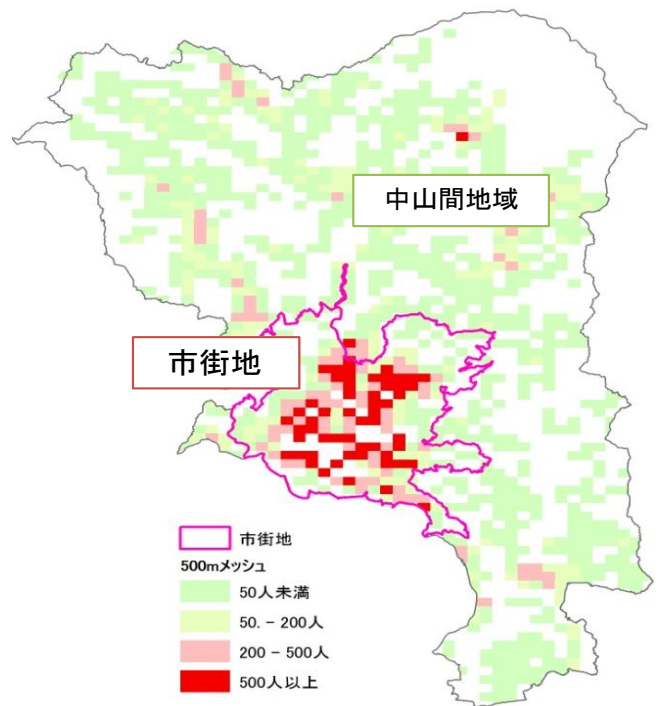 中山間地域
市街地
市街地
500mメッシュ
50人未満
50. - 200人
200 - 500人
500人以上